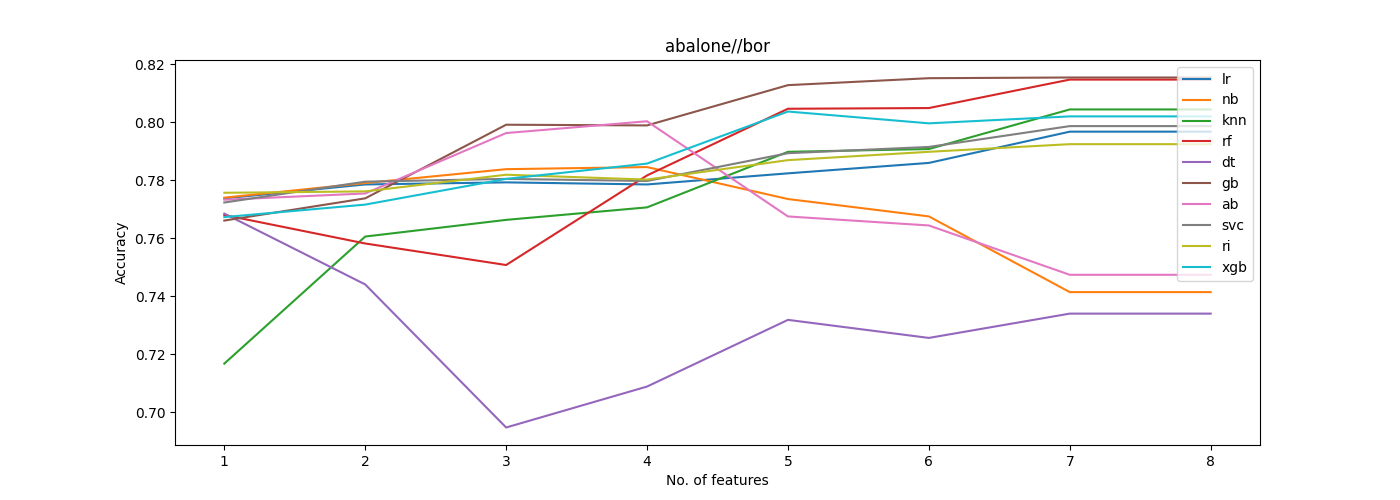 abalone//bor
Accuracy
0.82
0.80
0.78
0.76
0.74
0.72
0.70
1 2 3 4 5 6 7 8
No. of features
lr
nb
knn
rf
dt
gb
ab
svc
ri
xgb